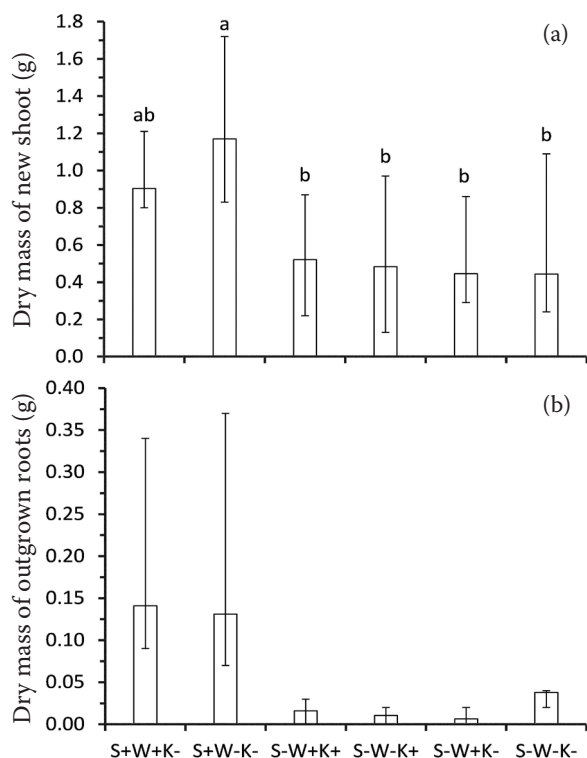 Dry mass of new shoot (g)
(a)
1.8
1.6
1.4
1.2
1.0
0.8
0.6
0.4
0.2
0.0
ab
a
b
b
b
b
Dry mass of outgrown roots (g)
(b)
0.40
0.35
0.30
0.25
0.20
0.15
0.10
0.05
0.00
S+W+K- S+W-K- S-W+K+ S-W-K+ S-W+K- S-W-K-